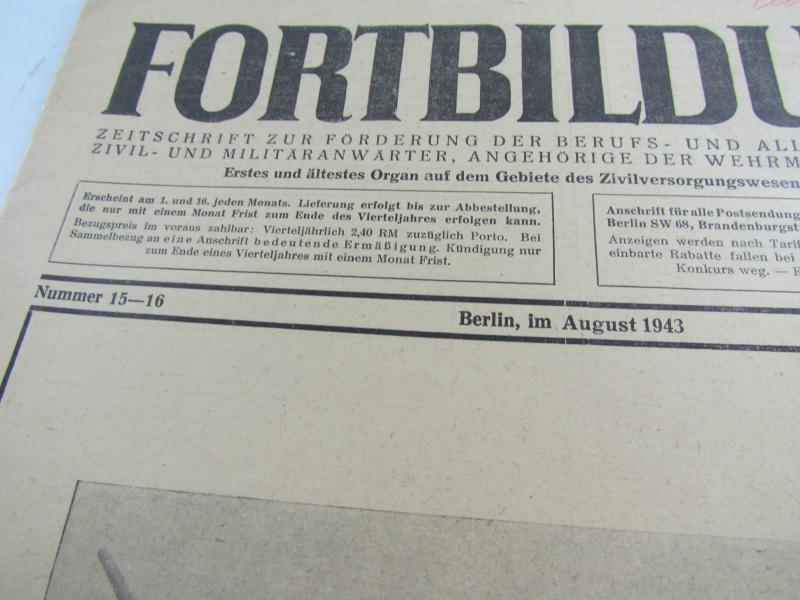 FORTBILDU
ZEITSCHRIFT ZUR FÖRDERUNG DER BERUFS- UND ALL
ZIVIL- UND MILITÄRANWÄRTER, ANGEHÖRIGE DER WEHRM
Erstes und ältestes Organ auf dem Gebiete des Zivilversorgungswesen
Erscheint am 1. und 16. jeden Monats. Lieferung erfolgt bis zur Abbestellung,
die nur mit einem Monat Frist zum Ende des Vierteljahres erfolgen kann.
Bezugspreis im voraus zahlbar: Vierteljährlich 2,40 RM zuzüglich Porto. Bei
Sammelbezug an eine Anschrift bedeutende Ermäßigung. Kündigung nur
zum Ende eines Vierteljahres mit einem Monat Frist.
Anschrift für alle Postsendung
Berlin SW 68, Brandenburgst
Anzeigen werden nach Tarif
einbarte Rabatte fallen bei
Konkurs weg. — E
Nummer 15—16
Berlin, im August 1943